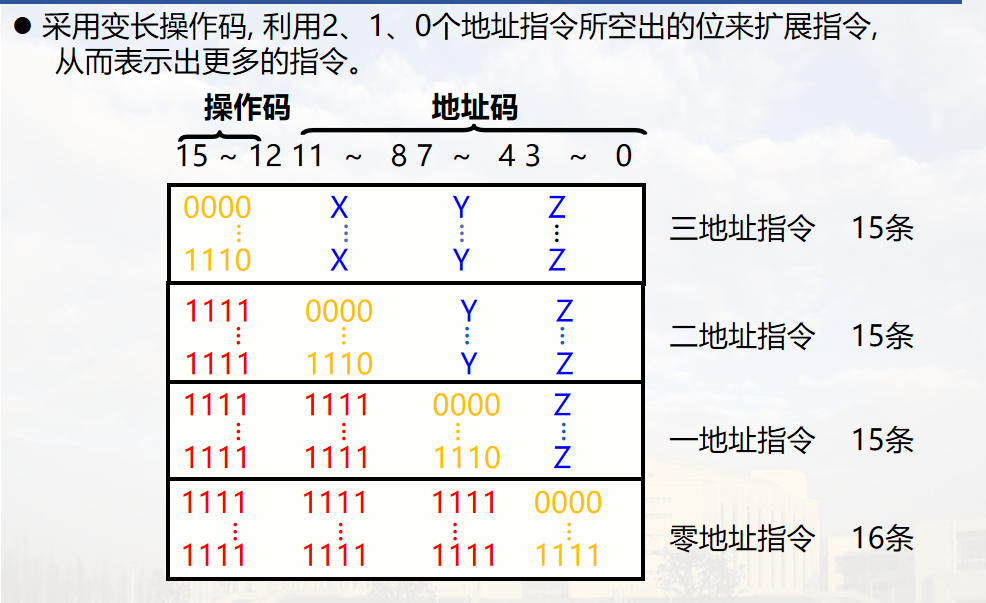 ● 采用变长操作码, 利用2、1、0个地址指令所空出的位来扩展指令,
从而表示出更多的指令。
操作码 地址码
15 ~ 12 11 ~ 8 7 ~ 4 3 ~ 0
0000 X Y Z
⋮ ⋮ ⋮ ⋮
三地址指令 15条
1110 X Y Z
1111 0000 Y Z
⋮ ⋮ ⋮ ⋮
二地址指令 15条
1111 1110 Y Z
1111 1111 0000 Z
⋮ ⋮ ⋮ ⋮
一地址指令 15条
1111 1111 1110 Z
1111 1111 1111 0000
⋮ ⋮ ⋮ ⋮
零地址指令 16条
1111 1111 1111 1111